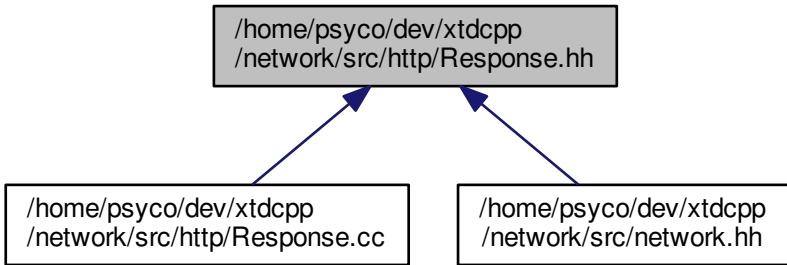 /home/psyco/dev/xtdcpp
/network/src/http/Response.hh
/home/psyco/dev/xtdcpp
/network/src/http/Response.cc
/home/psyco/dev/xtdcpp
/network/src/network.hh